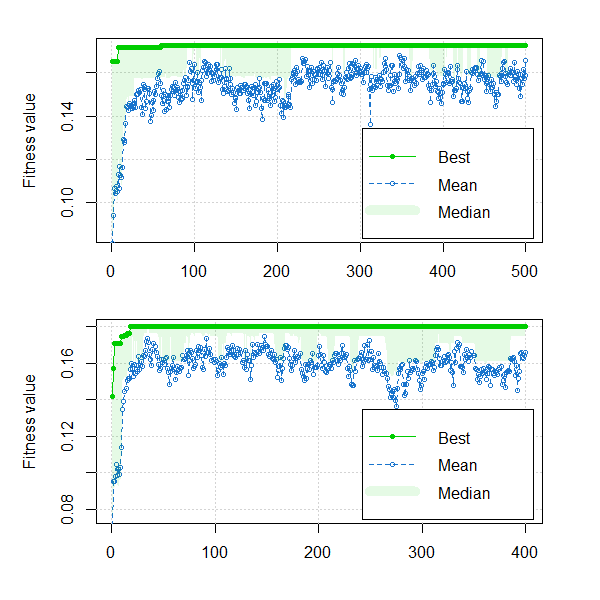 Fitness value
0.14
0.10
Best
Mean
Median
0 100 200 300 400 500
Fitness value
0.16
0.12
0.08
Best
Mean
Median
0 100 200 300 400